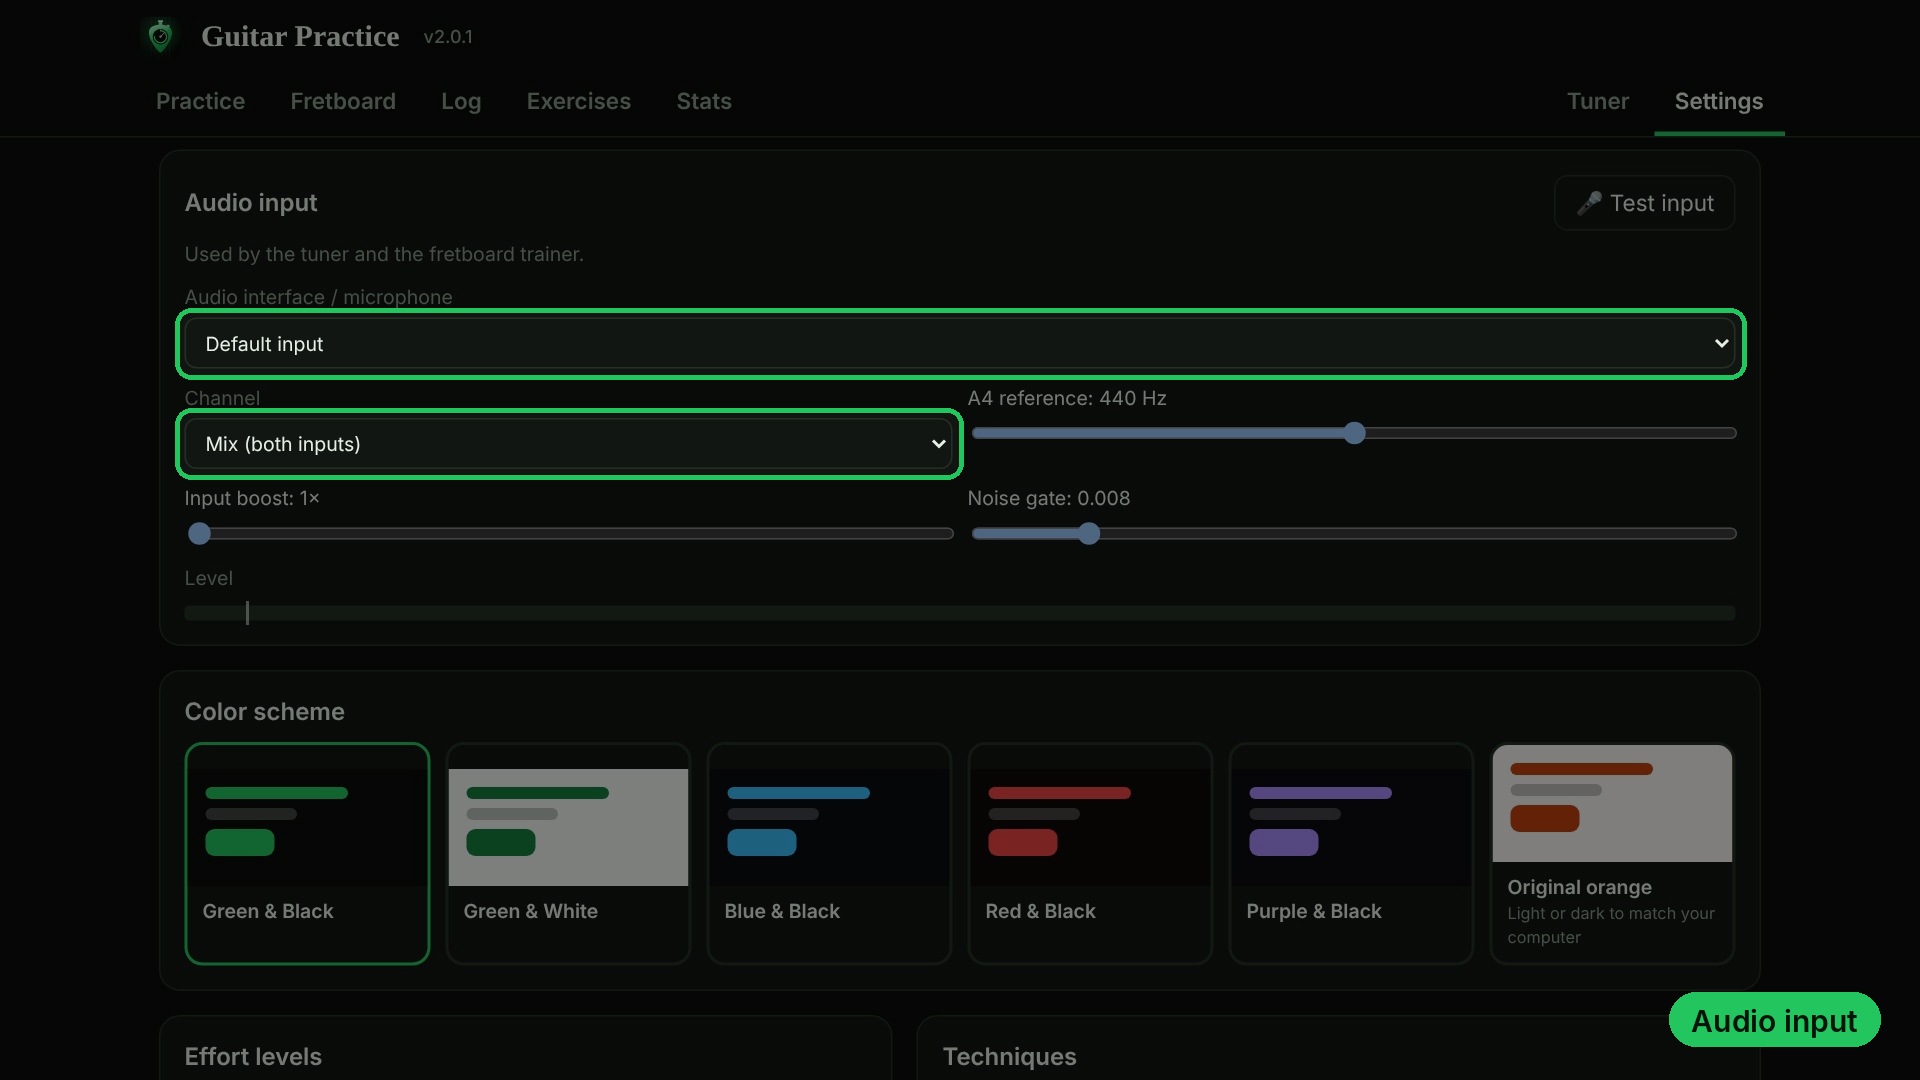 Guitar Practice v2.0.1
Practice Fretboard Log Exercises Stats Tuner Settings
Audio input
Test input
Used by the tuner and the fretboard trainer.
Audio interface / microphone
Default input
Channel
A4 reference: 440 Hz
Mix (both inputs)
Input boost: 1×
Noise gate: 0.008
Level
Color scheme
Green & Black
Green & White
Blue & Black
Red & Black
Purple & Black
Original orange
Light or dark to match your
computer
Effort levels
Techniques
Audio input